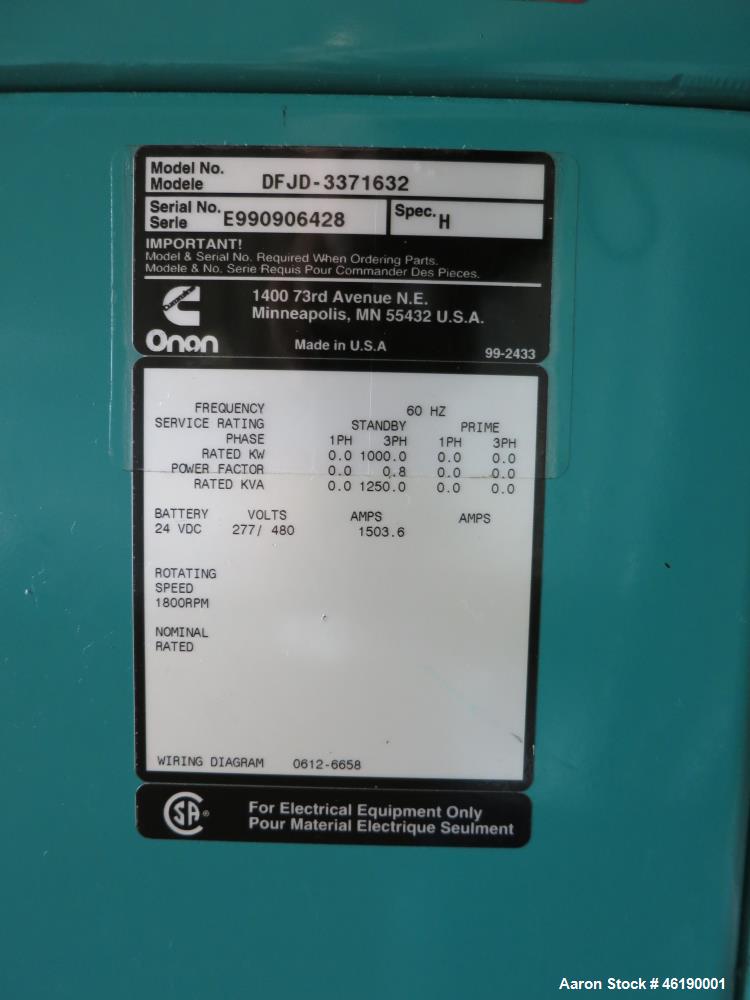 Model No.
Modele
DFJD-3371632
Serial No.
Serie
E990906428
Spec. H
IMPORTANT!
Model & Serial No. Required When Ordering Parts.
Modele & No. Serie Requis Pour Commander Des Pieces.
1400 73rd Avenue N.E.
Minneapolis, MN 55432 U.S.A.
Onan
Made in U.S.A
99-2433
FREQUENCY 60 HZ
SERVICE RATING STANDBY PRIME
PHASE 1PH 3PH 1PH 3PH
RATED KW 0.0 1000.0 0.0 0.0
POWER FACTOR 0.0 0.8 0.0 0.0
RATED KVA 0.0 1250.0 0.0 0.0
BATTERY VOLTS AMPS AMPS
24 VDC 277/ 480 1503.6
ROTATING
SPEED
1800RPM
NOMINAL
RATED
WIRING DIAGRAM 0612-6658
SA®
For Electrical Equipment Only
Pour Material Electrique Seulment
Aaron Stock # 46190001